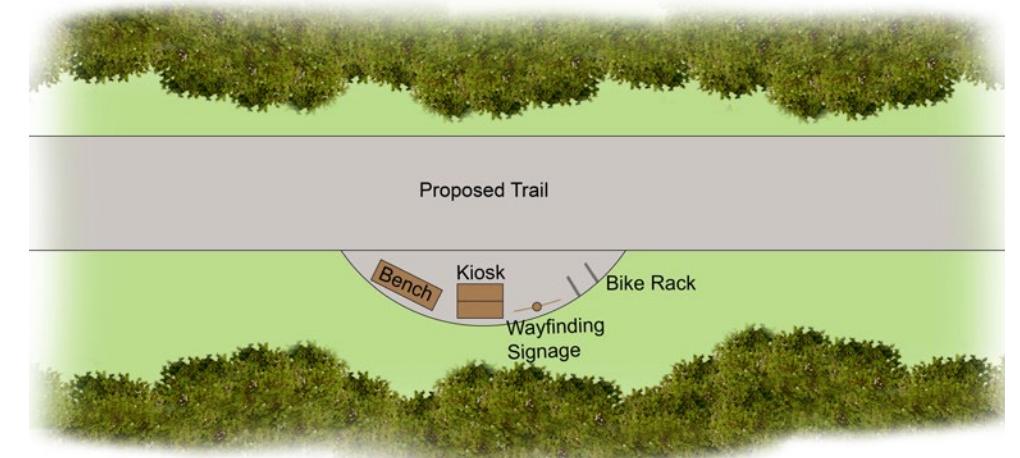 Proposed Trail
Bench
Kiosk
Bike Rack
Wayfinding
Signage